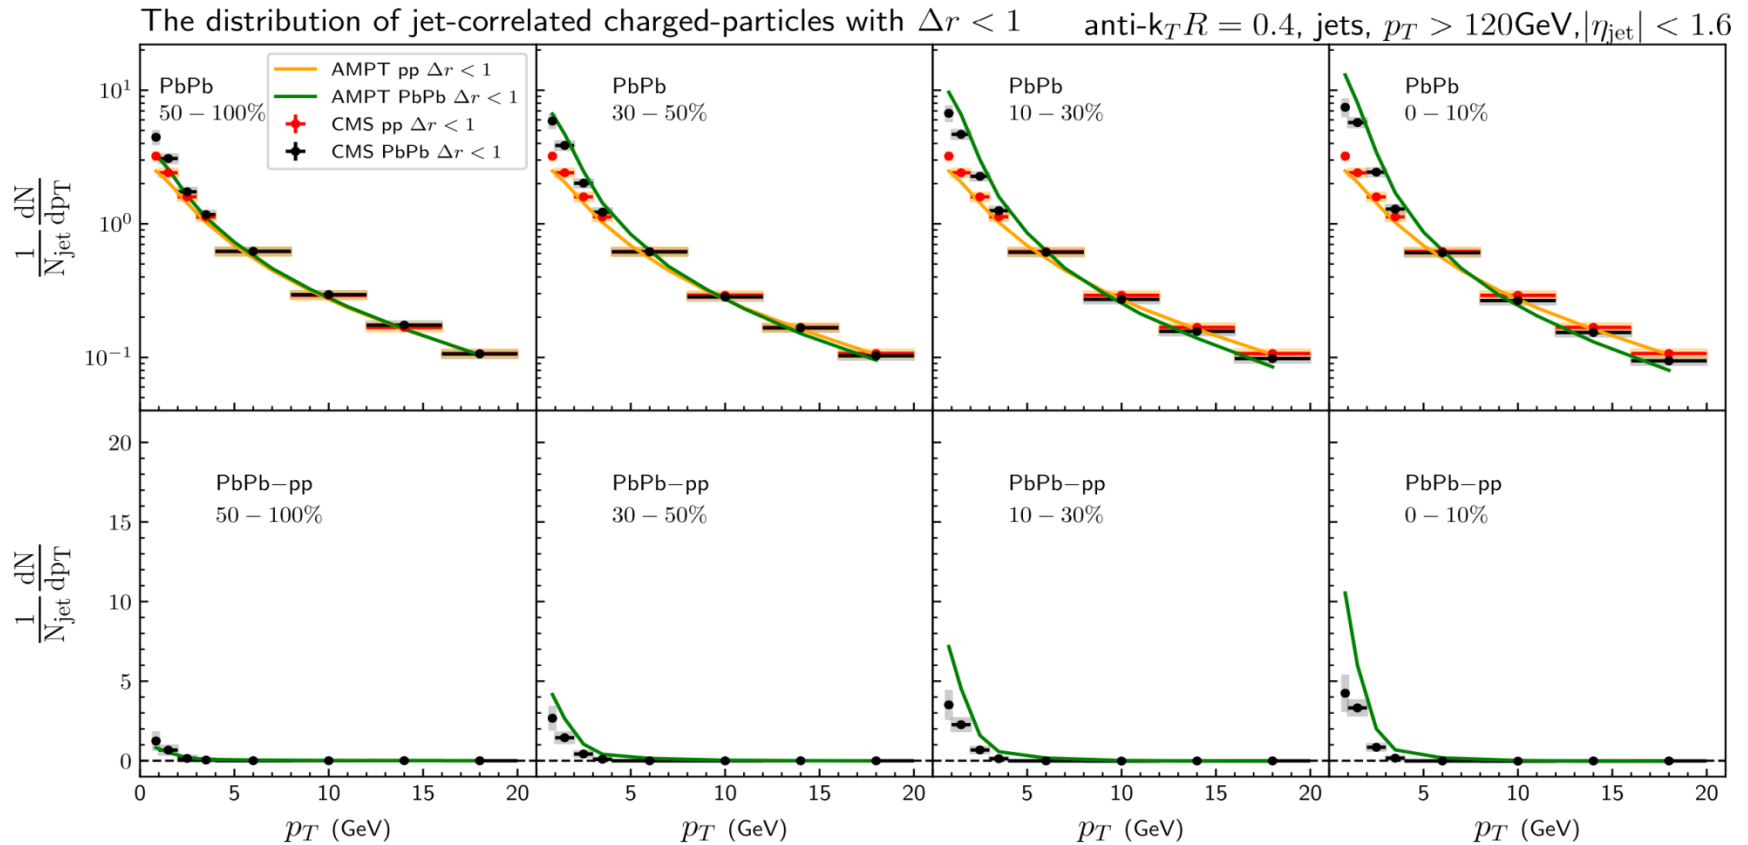 The distribution of jet-correlated charged-particles with Δr < 1
anti-k_T R = 0.4, jets, p_T > 120GeV, |η_jet| < 1.6
PbPb
50 − 100%
AMPT pp Δr < 1
AMPT PbPb Δr < 1
CMS pp Δr < 1
CMS PbPb Δr < 1
PbPb
30 − 50%
PbPb
10 − 30%
PbPb
0 − 10%
10^1
10^0
10^−1
1/N_jet dN/dp_T
PbPb−pp
50 − 100%
PbPb−pp
30 − 50%
PbPb−pp
10 − 30%
PbPb−pp
0 − 10%
20
15
10
5
0
1/N_jet dN/dp_T
0 5 10 15 20
5 10 15 20
5 10 15 20
5 10 15 20
p_T (GeV)
p_T (GeV)
p_T (GeV)
p_T (GeV)